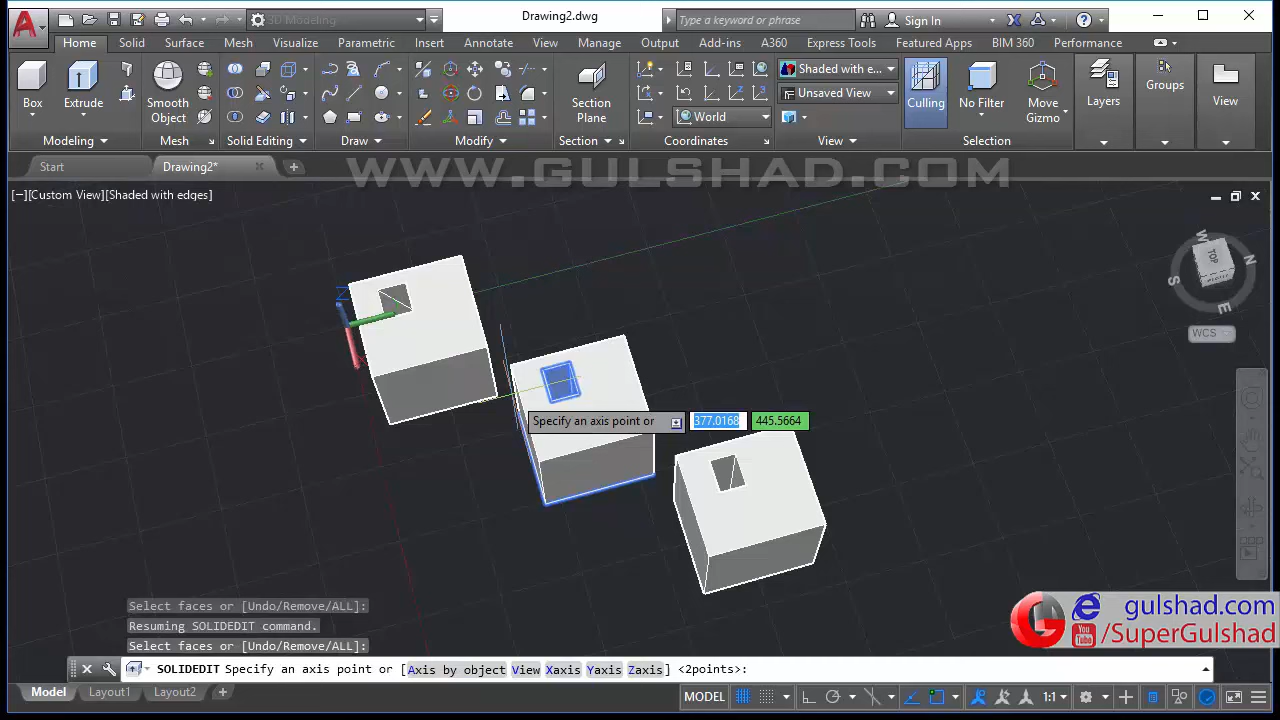 3D Modeling
Drawing2.dwg
Type a keyword or phrase
Sign In
Home Solid Surface Mesh Visualize Parametric Insert Annotate View Manage Output Add-ins A360 Express Tools Featured Apps BIM 360 Performance
Box
Extrude
Smooth Object
Section Plane
Shaded with e...
Unsaved View
World
Culling
No Filter
Move Gizmo
Layers
Groups
View
Modeling Mesh Solid Editing Draw Modify Section Coordinates View Selection
Start Drawing2*
WWW.GULSHAD.COM
[−][Custom View][Shaded with edges]
W
TOP
N
S
E
WCS
Z
Specify an axis point or 377.0168 445.5664
Select faces or [Undo/Remove/ALL]:
Resuming SOLIDEDIT command.
Select faces or [Undo/Remove/ALL]:
SOLIDEDIT Specify an axis point or [Axis by object View Xaxis Yaxis Zaxis] <2points>:
gulshad.com
You Tube /SuperGulshad
Model Layout1 Layout2
MODEL
1:1